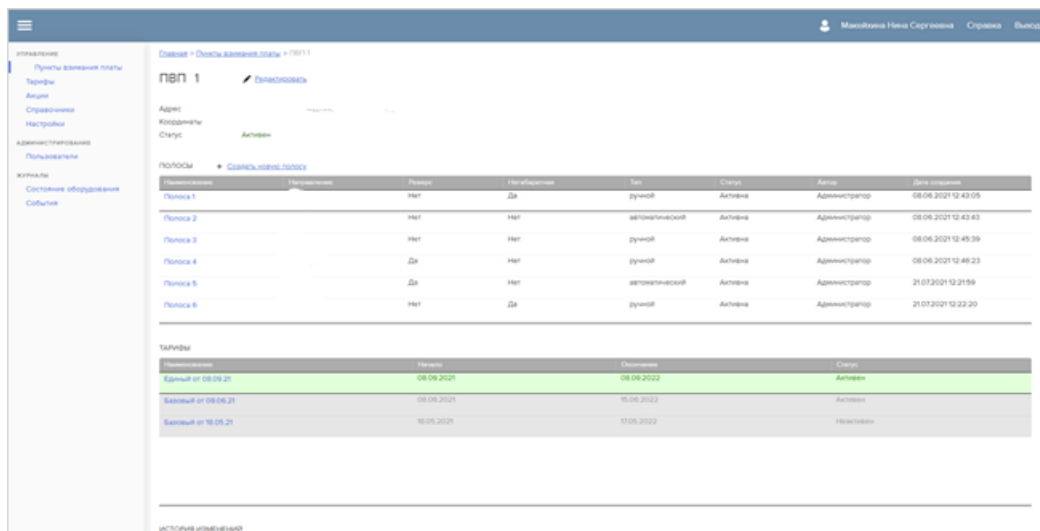 Макойкина Нина Сергеевна Справка Выход
УПРАВЛЕНИЕ
Пункты взимания платы
Тарифы
Акции
Справочники
Настройки
АДМИНИСТРИРОВАНИЕ
Пользователи
ЖУРНАЛЫ
Состояние оборудования
События
Главная > Пункты взимания платы > ПВП 1
ПВП 1 Редактировать
Адрес
Координаты
Статус Активен
ПОЛОСЫ + Создать новую полосу
Наименование Направление Реверс Негабаритная Тип Статус Автор Дата создания
Полоса 1 Нет Да ручной Активна Администратор 08.06.2021 12:43:05
Полоса 2 Нет Нет автоматический Активна Администратор 08.06.2021 12:43:43
Полоса 3 Нет Нет ручной Активна Администратор 08.06.2021 12:45:39
Полоса 4 Да Нет ручной Активна Администратор 08.06.2021 12:46:23
Полоса 5 Да Нет автоматический Активна Администратор 21.07.2021 12:21:59
Полоса 6 Нет Да ручной Активна Администратор 21.07.2021 12:22:20
ТАРИФЫ
Наименование Начало Окончание Статус
Единый от 08.09.21 08.09.2021 08.09.2022 Активен
Базовый от 08.06.21 08.06.2021 15.06.2022 Активен
Базовый от 18.05.21 18.05.2021 17.05.2022 Неактивен
ИСТОРИЯ ИЗМЕНЕНИЙ